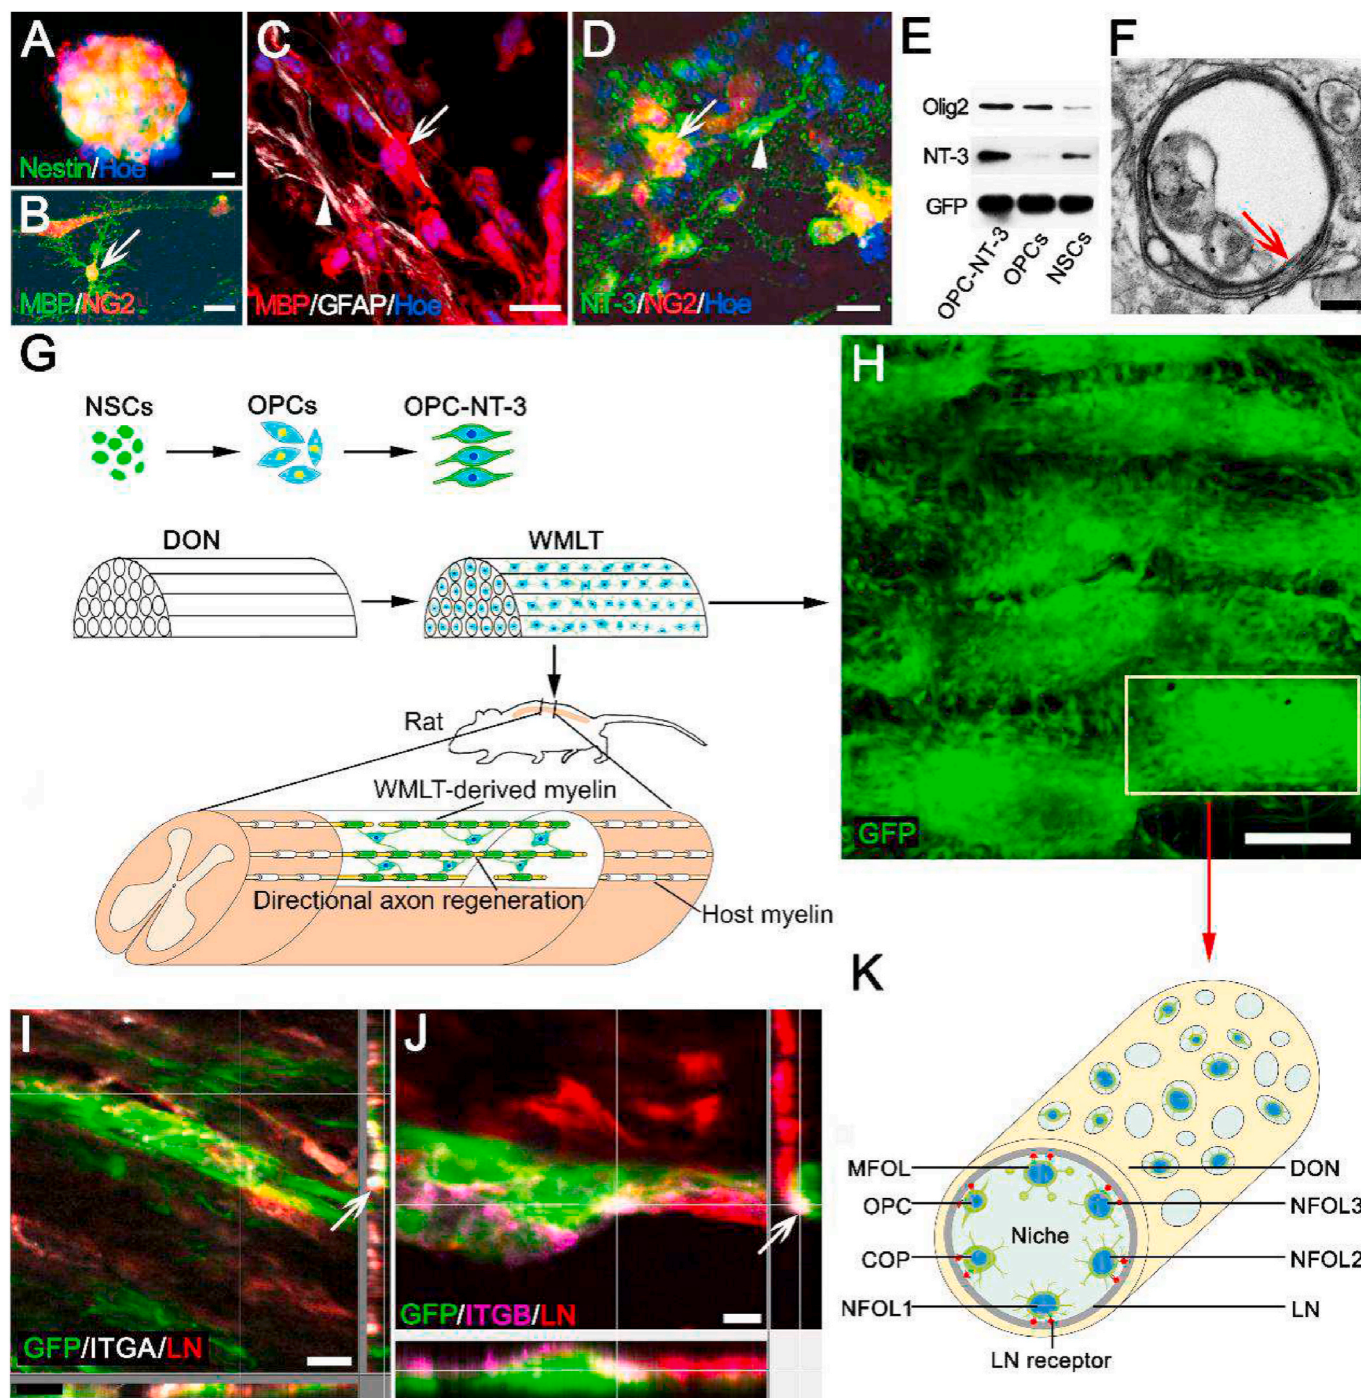 A
Nestin/Hoe
B
MBP/NG2
C
MBP/GFAP/Hoe
D
NT-3/NG2/Hoe
E
Olig2
NT-3
GFP
OPC-NT-3
OPCs
NSCs
F
G
NSCs
OPCs
OPC-NT-3
DON
WMLT
Rat
WMLT-derived myelin
Directional axon regeneration
Host myelin
H
GFP
I
GFP/ITGA/LN
J
GFP/ITGB/LN
K
MFOL
OPC
COP
NFOL1
Niche
DON
NFOL3
NFOL2
LN
LN receptor